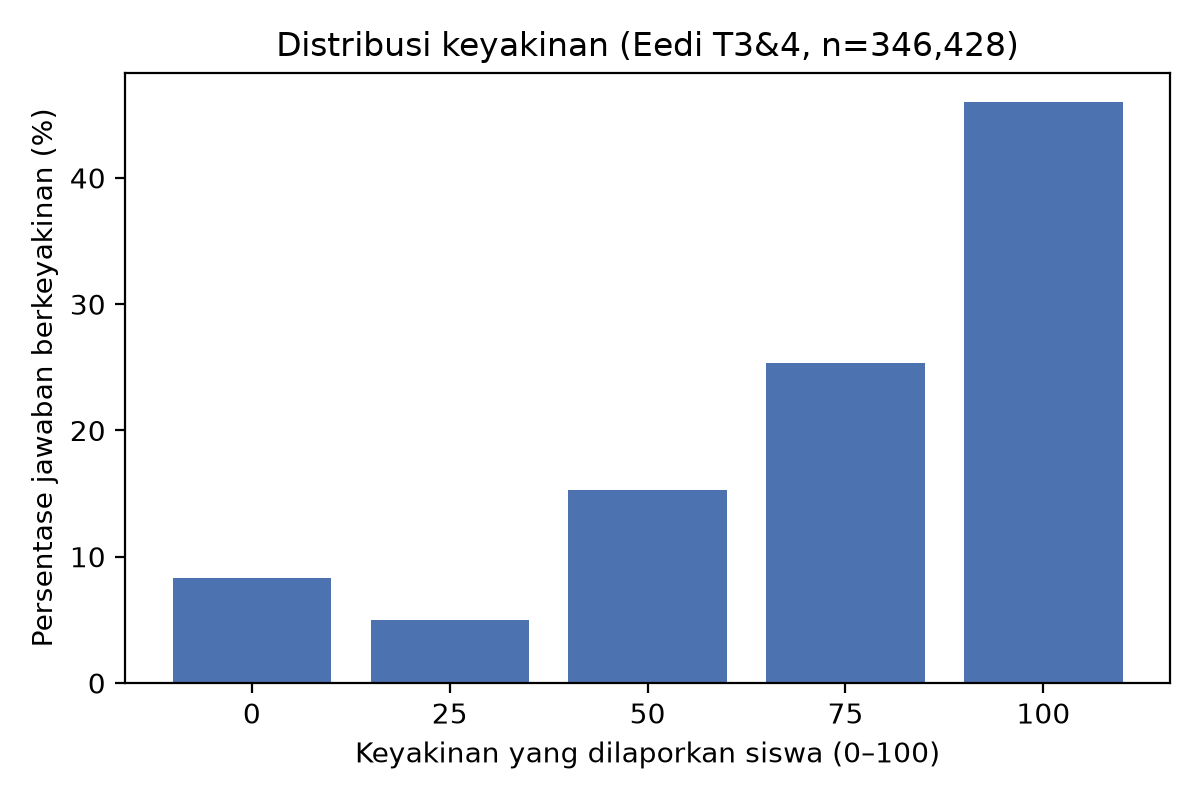 Distribusi keyakinan (Eedi T3&4, n=346,428)
Persentase jawaban berkeyakinan (%)
40
30
20
10
0
0 25 50 75 100
Keyakinan yang dilaporkan siswa (0–100)